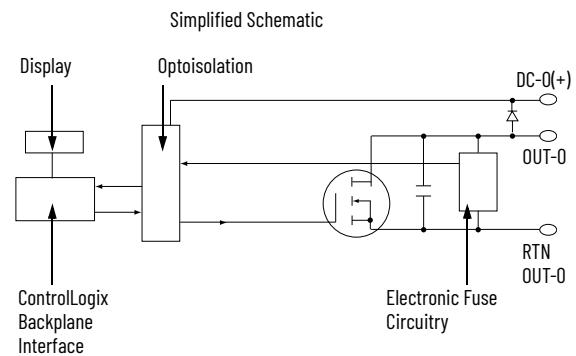 Simplified Schematic
Display
Optoisolation
DC-0(+)
OUT-0
RTN
OUT-0
ControlLogix
Backplane
Interface
Electronic Fuse
Circuitry